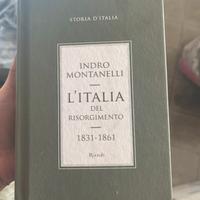 STORIA D'ITALIA
INDRO
MONTANELLI
L'ITALIA
DEL
RISORGIMENTO
1831-1861
Rizzoli